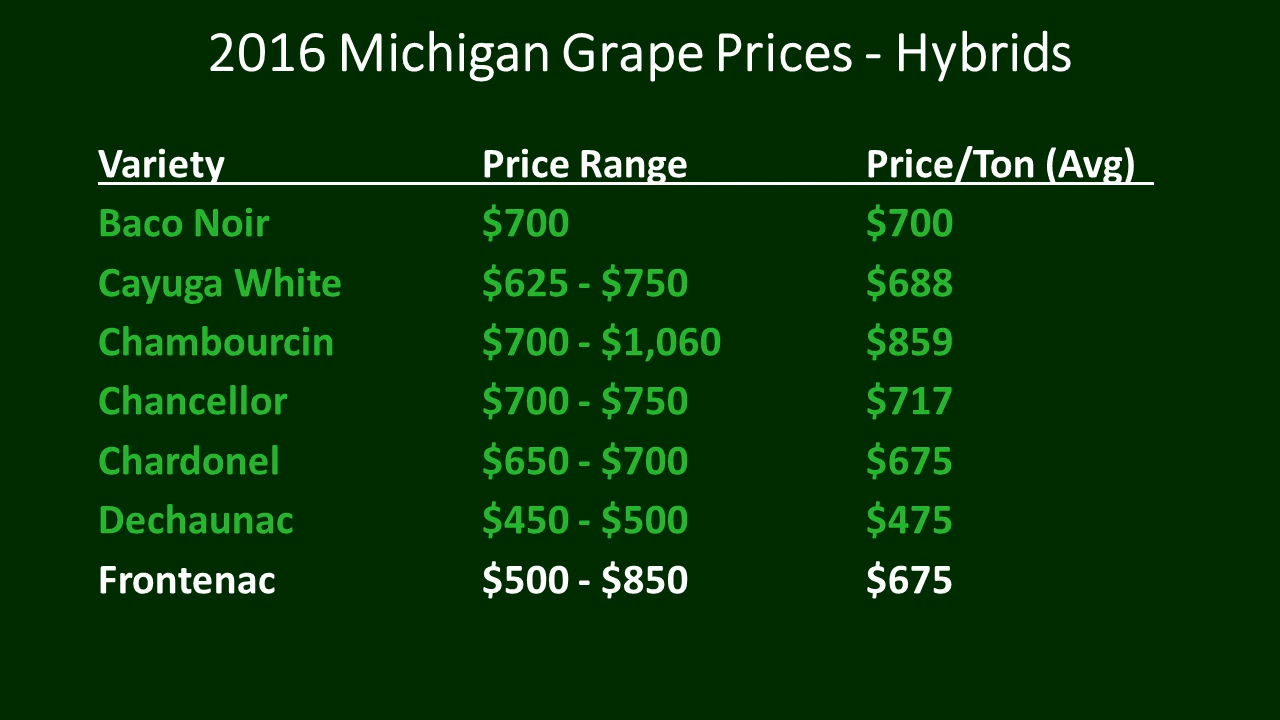 2016 Michigan Grape Prices - Hybrids
Variety Price Range Price/Ton (Avg)
Baco Noir $700 $700
Cayuga White $625 - $750 $688
Chambourcin $700 - $1,060 $859
Chancellor $700 - $750 $717
Chardonel $650 - $700 $675
Dechaunac $450 - $500 $475
Frontenac $500 - $850 $675